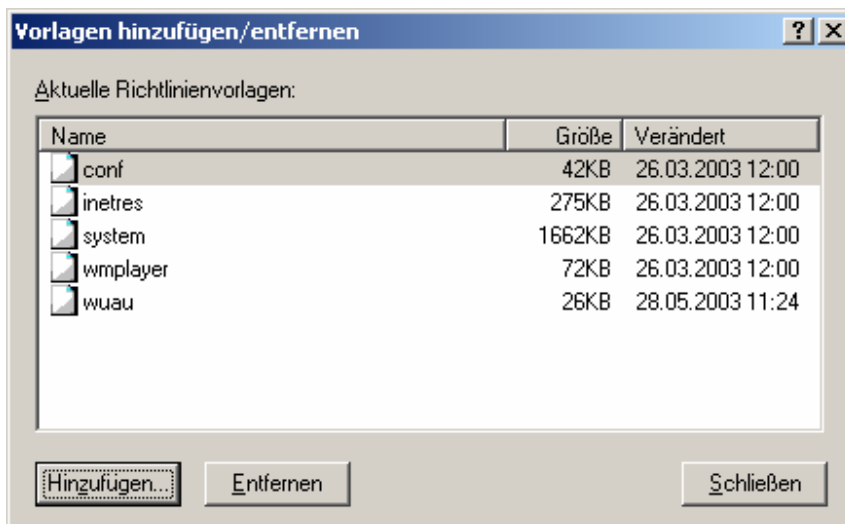 Vorlagen hinzufügen/entfernen
Aktuelle Richtlinienvorlagen:
Name Größe Verändert
conf 42KB 26.03.2003 12:00
inetres 275KB 26.03.2003 12:00
system 1662KB 26.03.2003 12:00
wmplayer 72KB 26.03.2003 12:00
wuau 26KB 28.05.2003 11:24
Hinzufügen... Entfernen Schließen